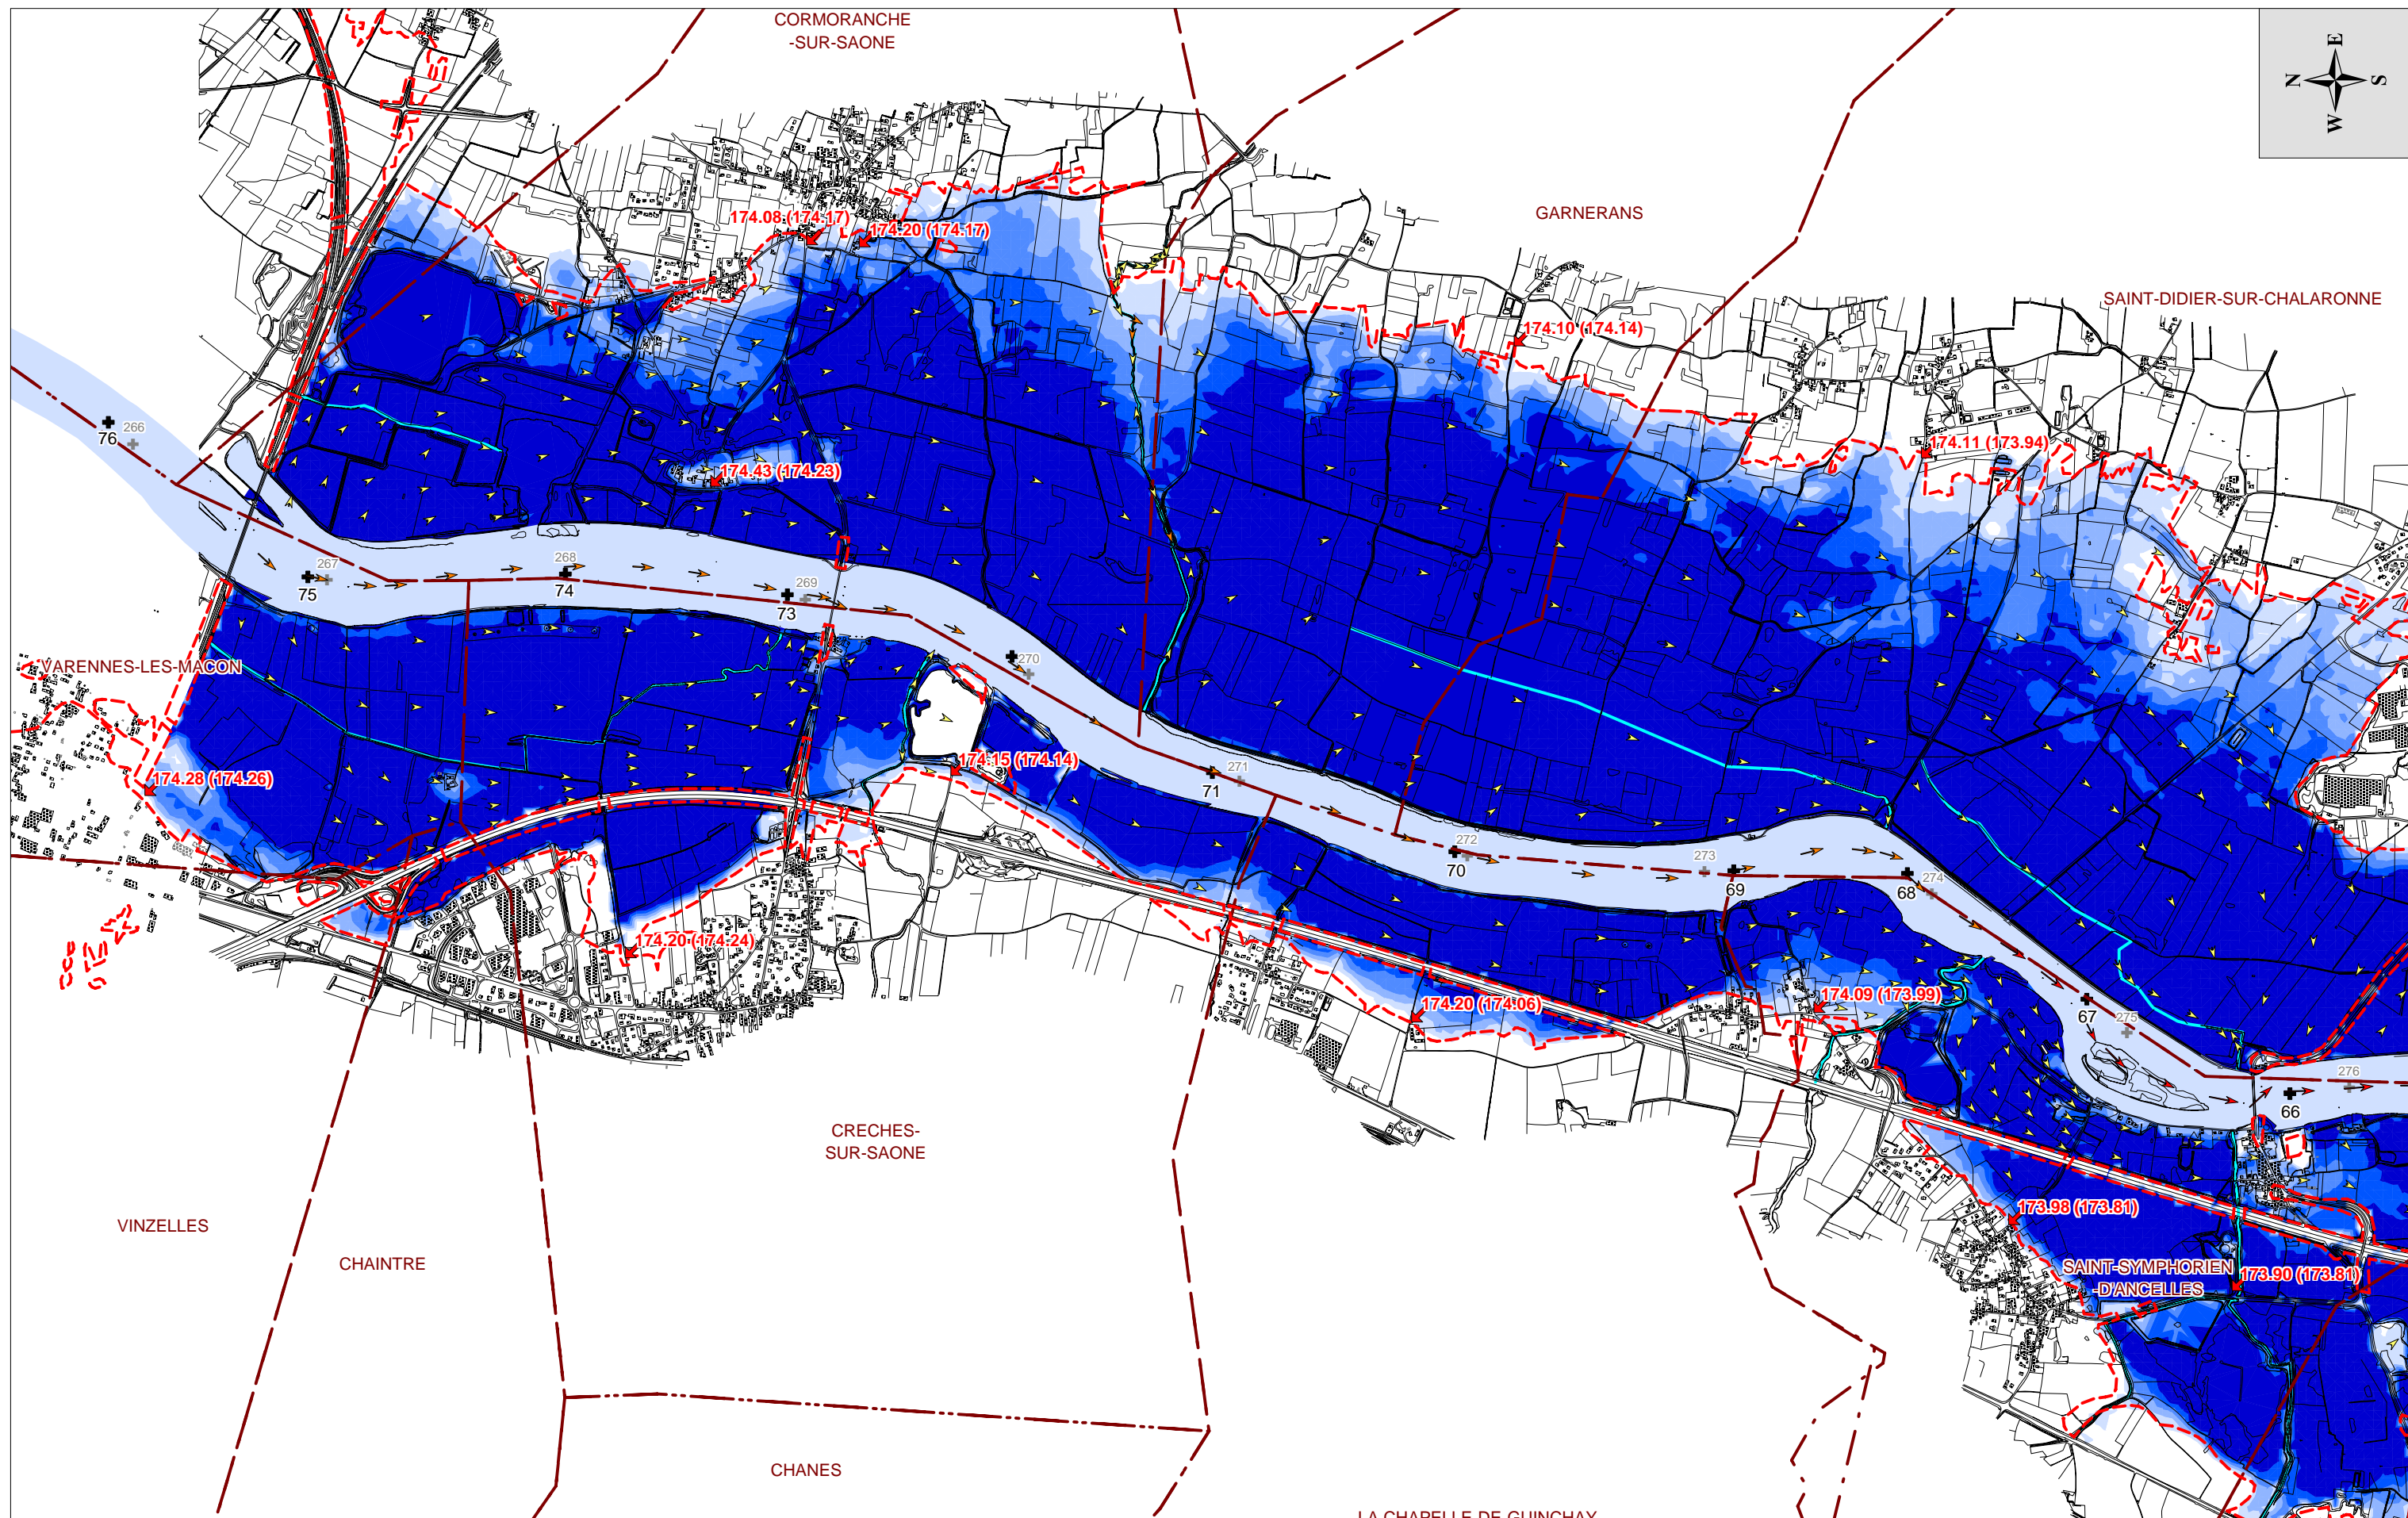 CORMORANCHE
-SUR-SAONE
E
N
S
W
GARNERANS
174.08 (174.17)
174.20 (174.17)
SAINT-DIDIER-SUR-CHALARONNE
174.10 (174.14)
76
266
174.11 (173.94)
174.43 (174.23)
267
75
268
74
269
73
270
VARENNES-LES-MACON
174.28 (174.26)
174.15 (174.14)
271
71
272
70
273
69
274
68
174.20 (174.24)
174.20 (174.06)
174.09 (173.99)
67
275
276
66
CRECHES-
SUR-SAONE
173.98 (173.81)
VINZELLES
CHAINTRE
SAINT-SYMPHORIEN
-D'ANCELLES
173.90 (173.81)
CHANES
LA CHAPELLE DE GUINCHAY